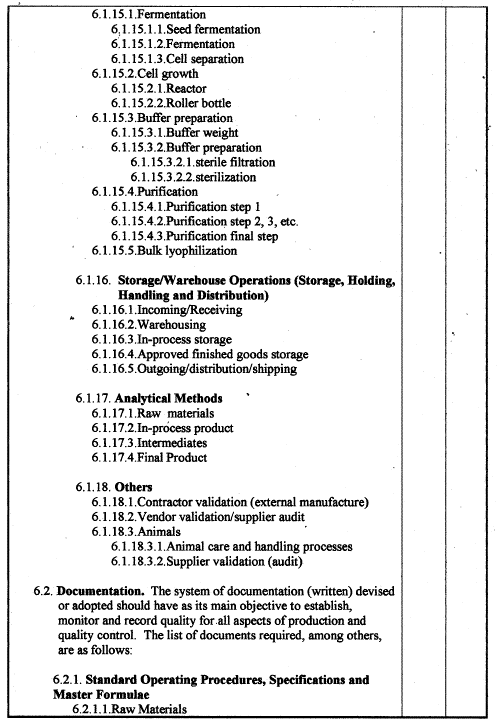 6.1.15.1.Fermentation
6.1.15.1.1.Seed fermentation
6.1.15.1.2.Fermentation
6.1.15.1.3.Cell separation
6.1.15.2.Cell growth
6.1.15.2.1.Reactor
6.1.15.2.2.Roller bottle
6.1.15.3.Buffer preparation
6.1.15.3.1.Buffer weight
6.1.15.3.2.Buffer preparation
6.1.15.3.2.1.sterile filtration
6.1.15.3.2.2.sterilization
6.1.15.4.Purification
6.1.15.4.1.Purification step 1
6.1.15.4.2.Purification step 2, 3, etc.
6.1.15.4.3.Purification final step
6.1.15.5.Bulk lyophilization
6.1.16. Storage/Warehouse Operations (Storage, Holding,
Handling and Distribution)
6.1.16.1.Incoming/Receiving
6.1.16.2.Warehousing
6.1.16.3.In-process storage
6.1.16.4.Approved finished goods storage
6.1.16.5.Outgoing/distribution/shipping
6.1.17. Analytical Methods
6.1.17.1.Raw materials
6.1.17.2.In-process product
6.1.17.3.Intermediates
6.1.17.4.Final Product
6.1.18. Others
6.1.18.1.Contractor validation (external manufacture)
6.1.18.2.Vendor validation/supplier audit
6.1.18.3.Animals
6.1.18.3.1.Animal care and handling processes
6.1.18.3.2.Supplier validation (audit)
6.2. Documentation. The system of documentation (written) devised
or adopted should have as its main objective to establish,
monitor and record quality for all aspects of production and
quality control. The list of documents required, among others,
are as follows:
6.2.1. Standard Operating Procedures, Specifications and
Master Formulae
6.2.1.1.Raw Materials